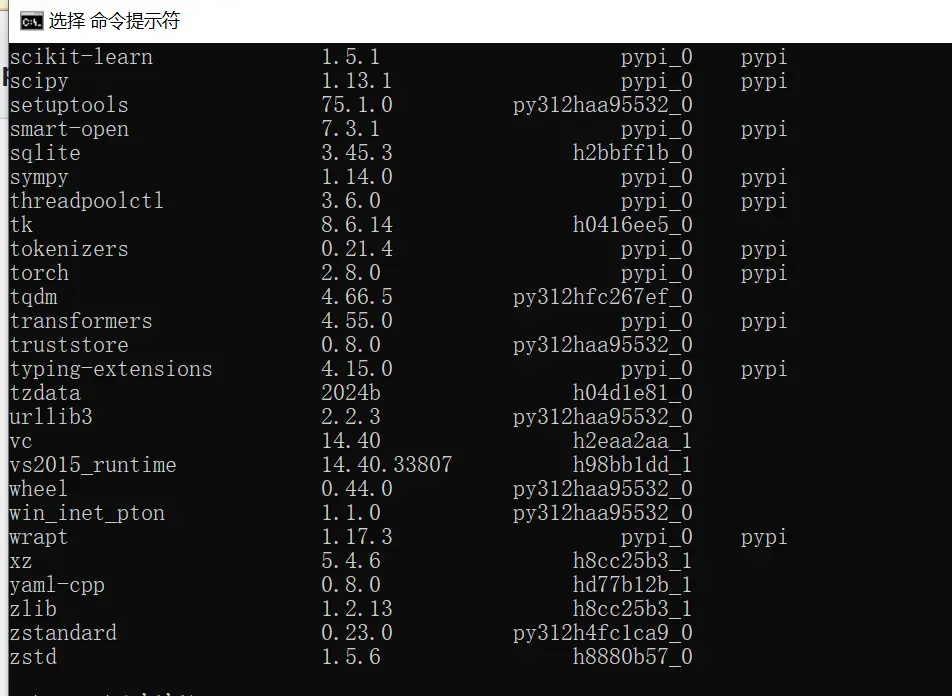 选择 命令提示符
scikit-learn 1.5.1 pypi_0 pypi
scipy 1.13.1 pypi_0 pypi
setuptools 75.1.0 py312haa95532_0
smart-open 7.3.1 pypi_0 pypi
sqlite 3.45.3 h2bbff1b_0
sympy 1.14.0 pypi_0 pypi
threadpoolctl 3.6.0 pypi_0 pypi
tk 8.6.14 h0416ee5_0
tokenizers 0.21.4 pypi_0 pypi
torch 2.8.0 pypi_0 pypi
tqdm 4.66.5 py312hfc267ef_0
transformers 4.55.0 pypi_0 pypi
truststore 0.8.0 py312haa95532_0
typing-extensions 4.15.0 pypi_0 pypi
tzdata 2024b h04d1e81_0
urllib3 2.2.3 py312haa95532_0
vc 14.40 h2eaa2aa_1
vs2015_runtime 14.40.33807 h98bb1dd_1
wheel 0.44.0 py312haa95532_0
win_inet_pton 1.1.0 py312haa95532_0
wrapt 1.17.3 pypi_0 pypi
xz 5.4.6 h8cc25b3_1
yaml-cpp 0.8.0 hd77b12b_1
zlib 1.2.13 h8cc25b3_1
zstandard 0.23.0 py312h4fc1ca9_0
zstd 1.5.6 h8880b57_0